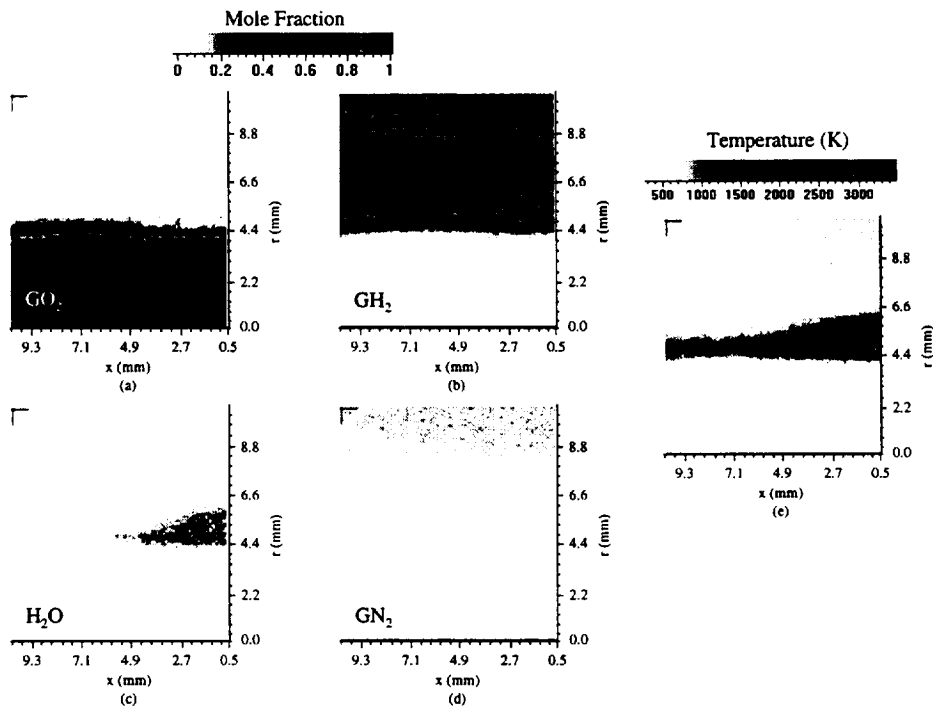 Mole Fraction
0 0.2 0.4 0.6 0.8 1
8.8
6.6
4.4
2.2
0.0
r (mm)
GO₂
9.3 7.1 4.9 2.7 0.5
x (mm)
(a)
8.8
6.6
4.4
2.2
0.0
r (mm)
GH₂
9.3 7.1 4.9 2.7 0.5
x (mm)
(b)
Temperature (K)
500 1000 1500 2000 2500 3000
8.8
6.6
4.4
2.2
0.0
r (mm)
9.3 7.1 4.9 2.7 0.5
x (mm)
(e)
8.8
6.6
4.4
2.2
0.0
r (mm)
H₂O
9.3 7.1 4.9 2.7 0.5
x (mm)
(c)
8.8
6.6
4.4
2.2
0.0
r (mm)
GN₂
9.3 7.1 4.9 2.7 0.5
x (mm)
(d)